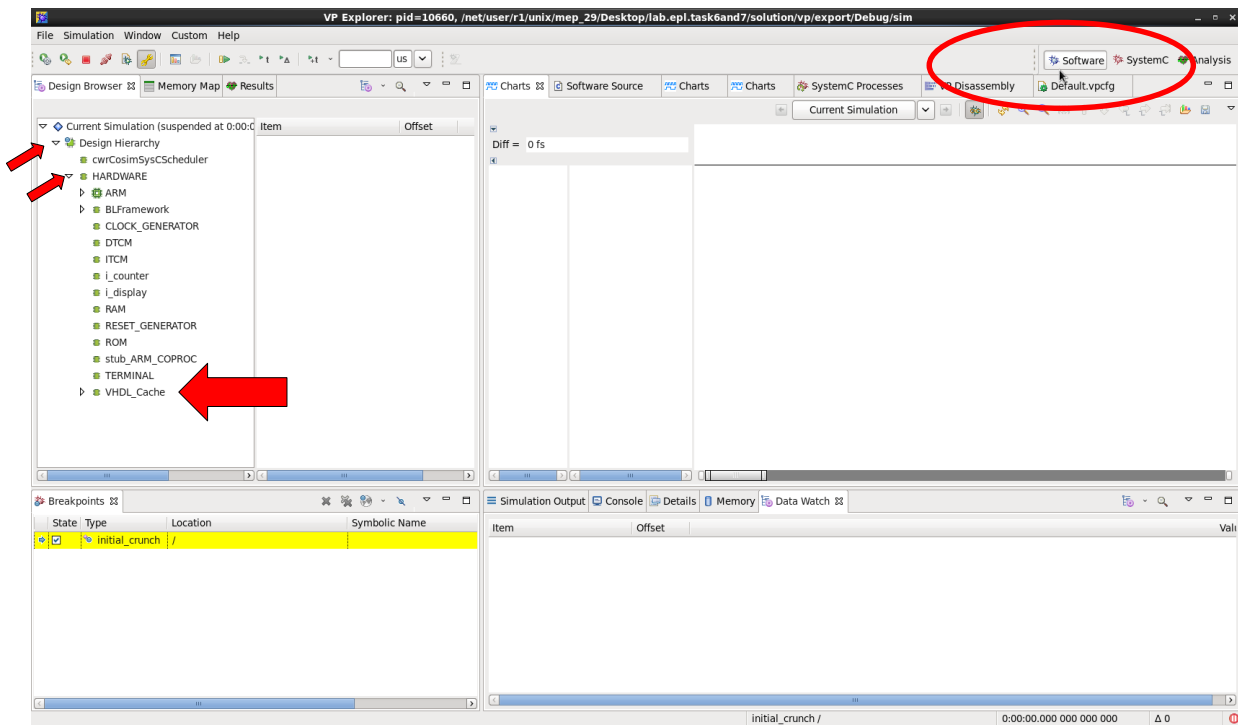 VP Explorer: pid=10660, /net/user/r1/unix/mep_29/Desktop/lab.epl.task6and7/solution/vp/export/Debug/sim
File Simulation Window Custom Help
us
Software SystemC Analysis
Design Browser Memory Map Results
Charts Software Source Charts Charts SystemC Processes Disassembly Default.vpcfg
Current Simulation
Current Simulation (suspended at 0:00:0 Item Offset
Diff = 0 fs
Design Hierarchy
cwrCosimSysCScheduler
HARDWARE
ARM
BLFramework
CLOCK_GENERATOR
DTCM
ITCM
i_counter
i_display
RAM
RESET_GENERATOR
ROM
stub_ARM_COPROC
TERMINAL
VHDL_Cache
Breakpoints
Simulation Output Console Details Memory Data Watch
State Type Location Symbolic Name
Item Offset Valu
initial_crunch /
initial_crunch / 0:00:00.000 000 000 000 Δ 0